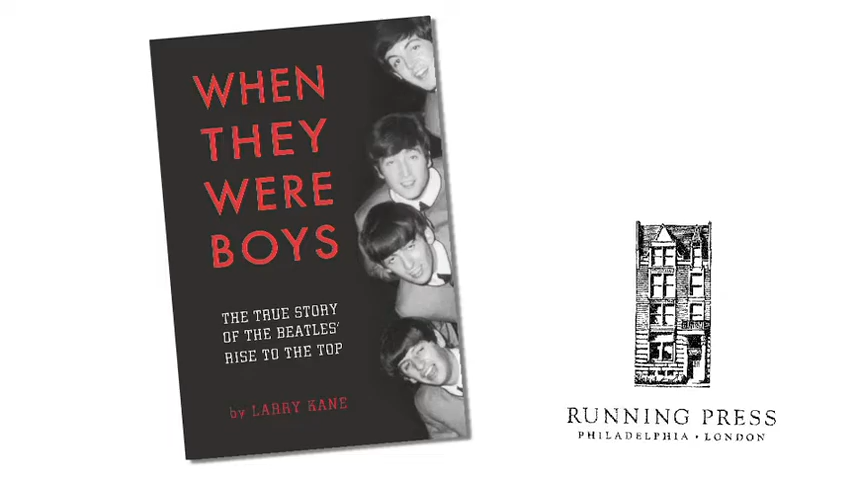 WHEN
THEY
WERE
BOYS
THE TRUE STORY
OF THE BEATLES'
RISE TO THE TOP
by LARRY KANE
RUNNING PRESS
PHILADELPHIA • LONDON